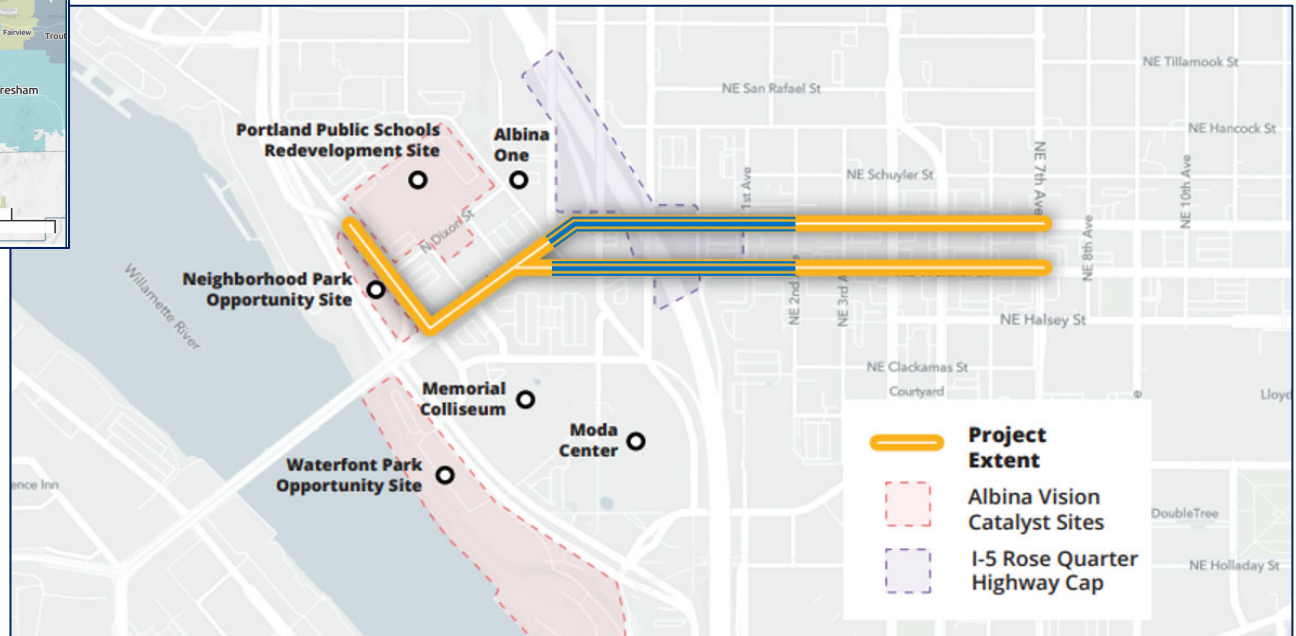 Fairview
Trout
resham
NE Tillamook St
NE San Rafael St
NE Hancock St
Portland Public Schools
Redevelopment Site
Albina
One
NE 7th Ave
NE 10th Ave
NE Schuyler St
1st Ave
N Dixon St
NE 8th Ave
Willamette River
Neighborhood Park
Opportunity Site
NE 2nd
NE 3rd A
NE Halsey St
NE Clackamas St
Courtyard
Lloyd
Memorial
Colliseum
Moda
Center
Waterfont Park
Opportunity Site
ence Inn
Project
Extent
Albina Vision
Catalyst Sites
I-5 Rose Quarter
Highway Cap
DoubleTree
NE Holladay St